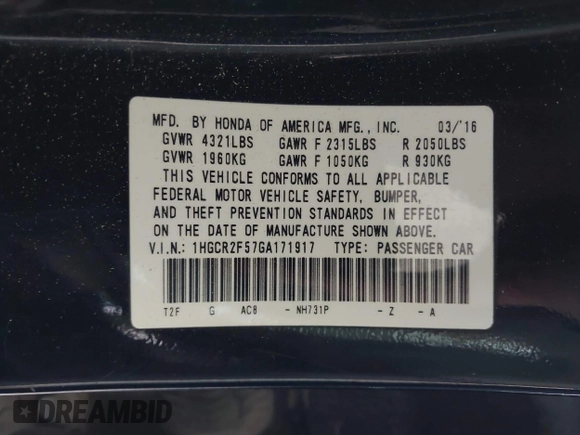 MFD. BY HONDA OF AMERICA MFG., INC. 03/'16
GVWR 4321LBS GAWR F 2315LBS R 2050LBS
GVWR 1960KG GAWR F 1050KG R 930KG
THIS VEHICLE CONFORMS TO ALL APPLICABLE
FEDERAL MOTOR VEHICLE SAFETY, BUMPER,
AND THEFT PREVENTION STANDARDS IN EFFECT
ON THE DATE OF MANUFACTURE SHOWN ABOVE.
V.I.N.: 1HGCR2F57GA171917 TYPE: PASSENGER CAR
T2F G AC8 - NH731P - Z - A
DREAMBID